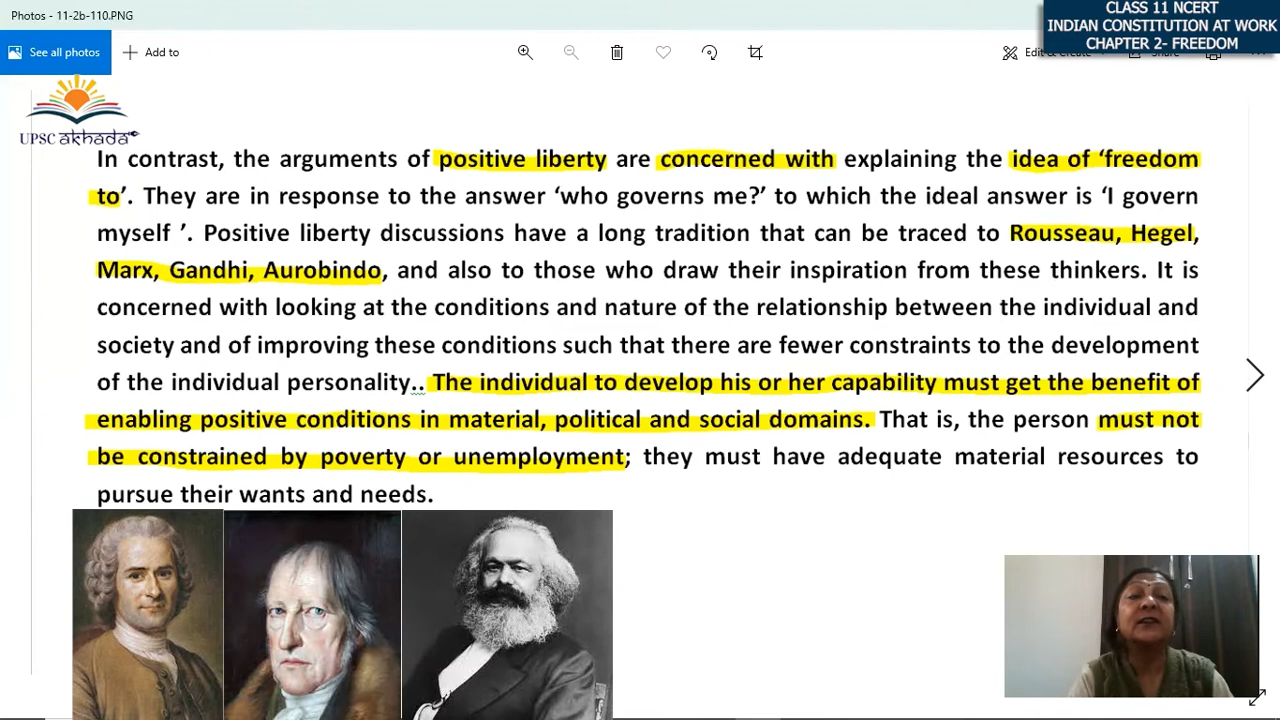 Photos - 11-2b-110.PNG
CLASS 11 NCERT
INDIAN CONSTITUTION AT WORK
CHAPTER 2- FREEDOM
See all photos
Add to
Edit & Create
Share
UPSC akhada
In contrast, the arguments of positive liberty are concerned with explaining the idea of ‘freedom
to’. They are in response to the answer ‘who governs me?’ to which the ideal answer is ‘I govern
myself ’. Positive liberty discussions have a long tradition that can be traced to Rousseau, Hegel,
Marx, Gandhi, Aurobindo, and also to those who draw their inspiration from these thinkers. It is
concerned with looking at the conditions and nature of the relationship between the individual and
society and of improving these conditions such that there are fewer constraints to the development
of the individual personality.. The individual to develop his or her capability must get the benefit of
enabling positive conditions in material, political and social domains. That is, the person must not
be constrained by poverty or unemployment; they must have adequate material resources to
pursue their wants and needs.